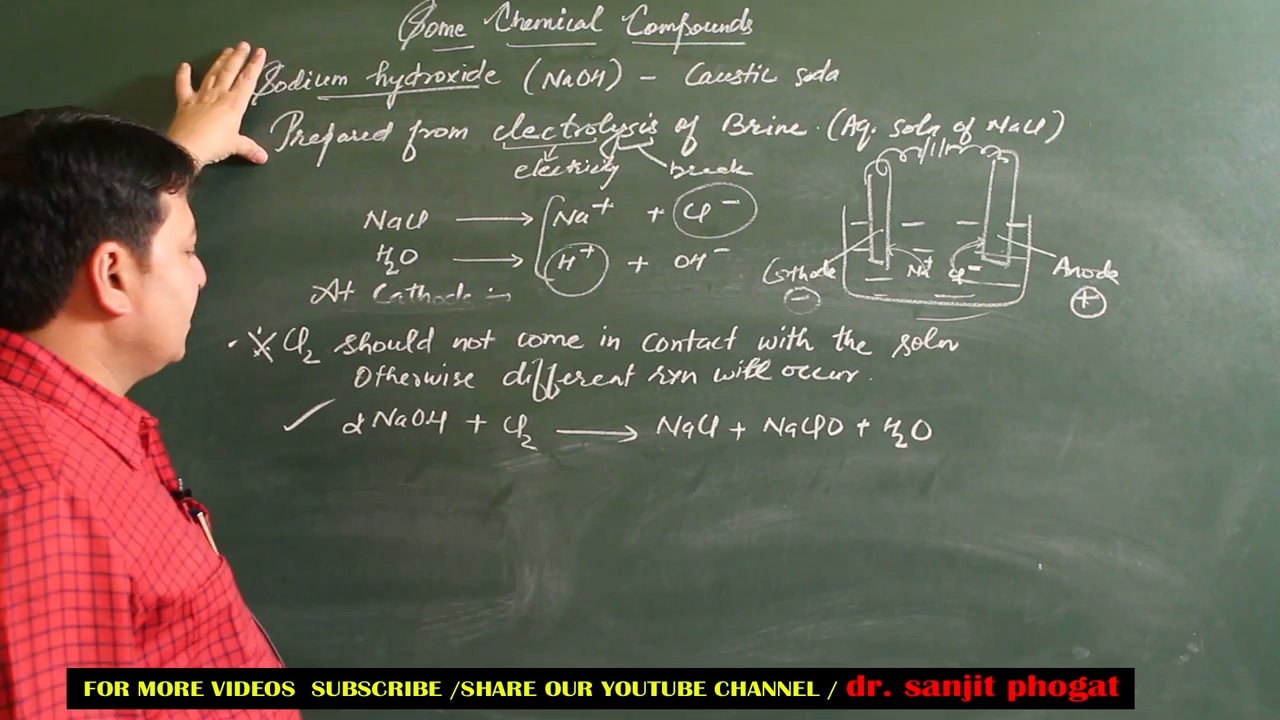 Some Chemical Compounds
Sodium hydroxide (NaOH) - Caustic soda
Prepared from electrolysis of Brine (Aq. soln of NaCl)
electricity break
NaCl → Na+ + Cl-
H2O → H+ + OH-
Cathode -
Na+ Cl-
Anode +
At Cathode :-
Cl2 should not come in contact with the soln
Otherwise different rxn will occur.
2NaOH + Cl2 → NaCl + NaClO + H2O
FOR MORE VIDEOS SUBSCRIBE /SHARE OUR YOUTUBE CHANNEL / dr. sanjit phogat